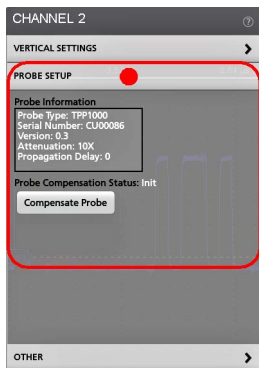 CHANNEL 2
VERTICAL SETTINGS
PROBE SETUP
Probe Information
Probe Type: TPP1000
Serial Number: CU00086
Version: 0.3
Attenuation: 10X
Propagation Delay: 0
Probe Compensation Status: Init
Compensate Probe
OTHER